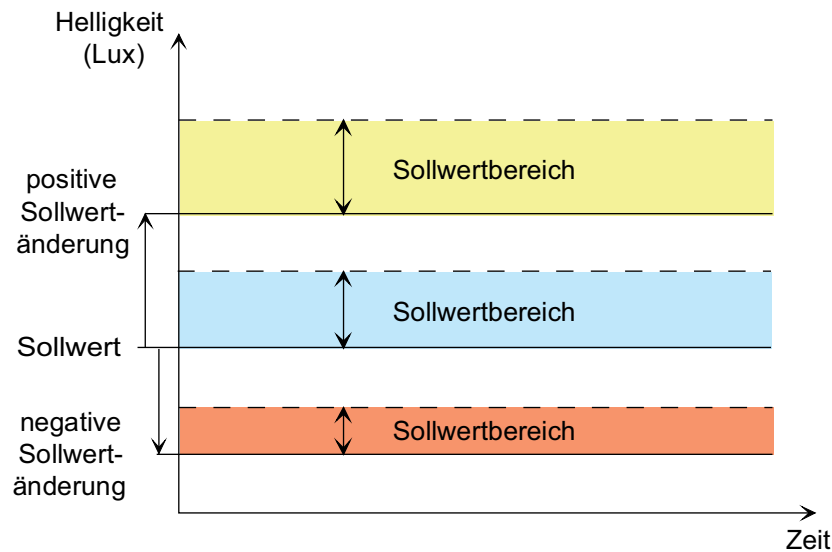 Helligkeit
(Lux)
Sollwertbereich
positive
Sollwert-
änderung
Sollwertbereich
Sollwert
Sollwertbereich
negative
Sollwert-
änderung
Zeit